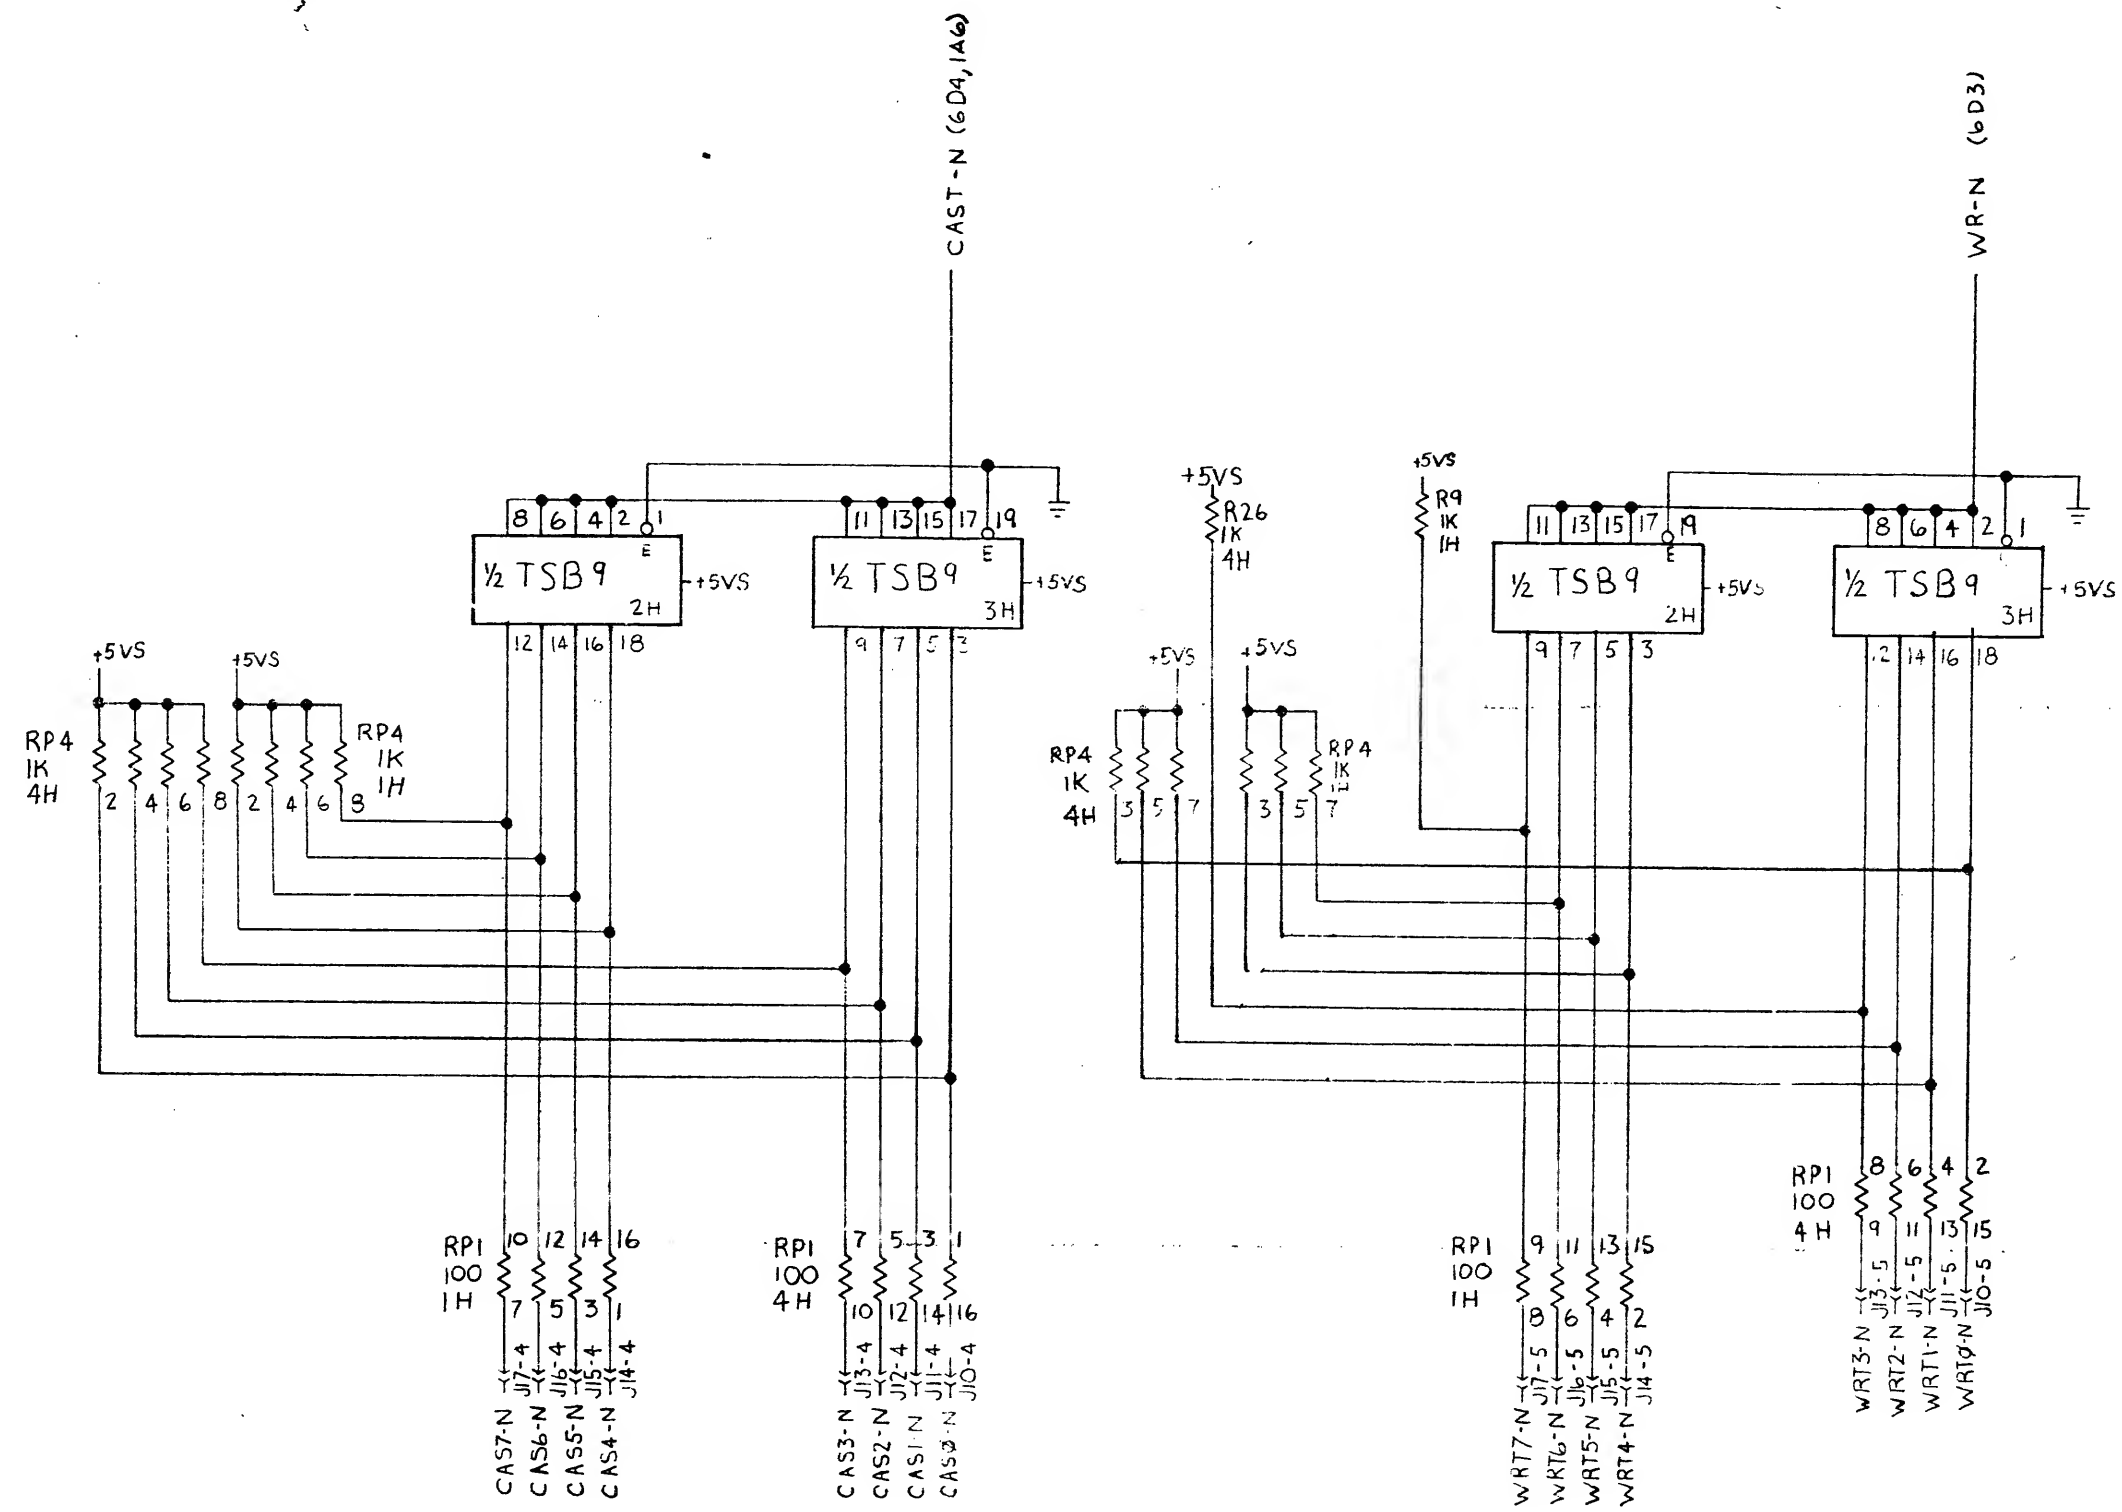 CAST-N (6D4, 1A6)
WR-N (6D3)
+5VS
R26
1K
4H
+5VS
R9
1K
1H
8 6 4 2 1
E
½ TSB9
2H
+5VS
12 14 16 18
11 13 15 17 19
E
½ TSB9
3H
+5VS
9 7 5 3
11 13 15 17 19
E
½ TSB9
2H
+5VS
9 7 5 3
8 6 4 2 1
½ TSB9
3H
+5VS
14 16 18
+5VS
RP4
1K
4H
2 4 6 8
+5VS
RP4
1K
1H
2 4 6 8
+5VS
RP4
1K
4H
3 5 7
+5VS
RP4
1K
3 5 7
RP1
100
1H
10 12 14 16
7 5 3 1
J17-4
J16-4
J15-4
J14-4
CAS7-N
CAS6-N
CAS5-N
CAS4-N
RP1
100
4H
7 5 3 1
10 12 14 16
J13-4
J12-4
J11-4
J10-4
CAS3-N
CAS2-N
CAS1-N
CASØ-N
RP1
100
1H
9 11 13 15
8 6 4 2
J17-5
J16-5
J15-5
J14-5
WRT7-N
WRT6-N
WRT5-N
WRT4-N
RP1
100
4H
8 6 4 2
9 11 13 15
J13-5
J12-5
J11-5
J10-5
WRT3-N
WRT2-N
WRT1-N
WRTØ-N